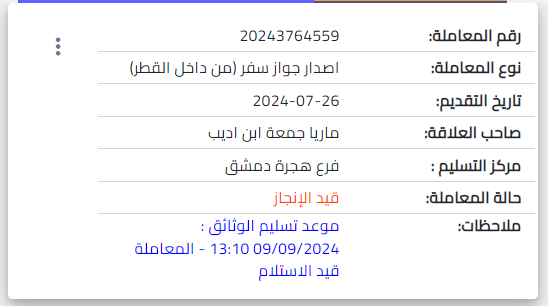 رقم المعاملة: 20243764559
نوع المعاملة: اصدار جواز سفر (من داخل القطر)
تاريخ التقديم: 2024-07-26
صاحب العلاقة: ماريا جمعة ابن اديب
مركز التسليم : فرع هجرة دمشق
حالة المعاملة: قيد الإنجاز
ملاحظات: موعد تسليم الوثائق :
09/09/2024 13:10 - المعاملة
قيد الاستلام